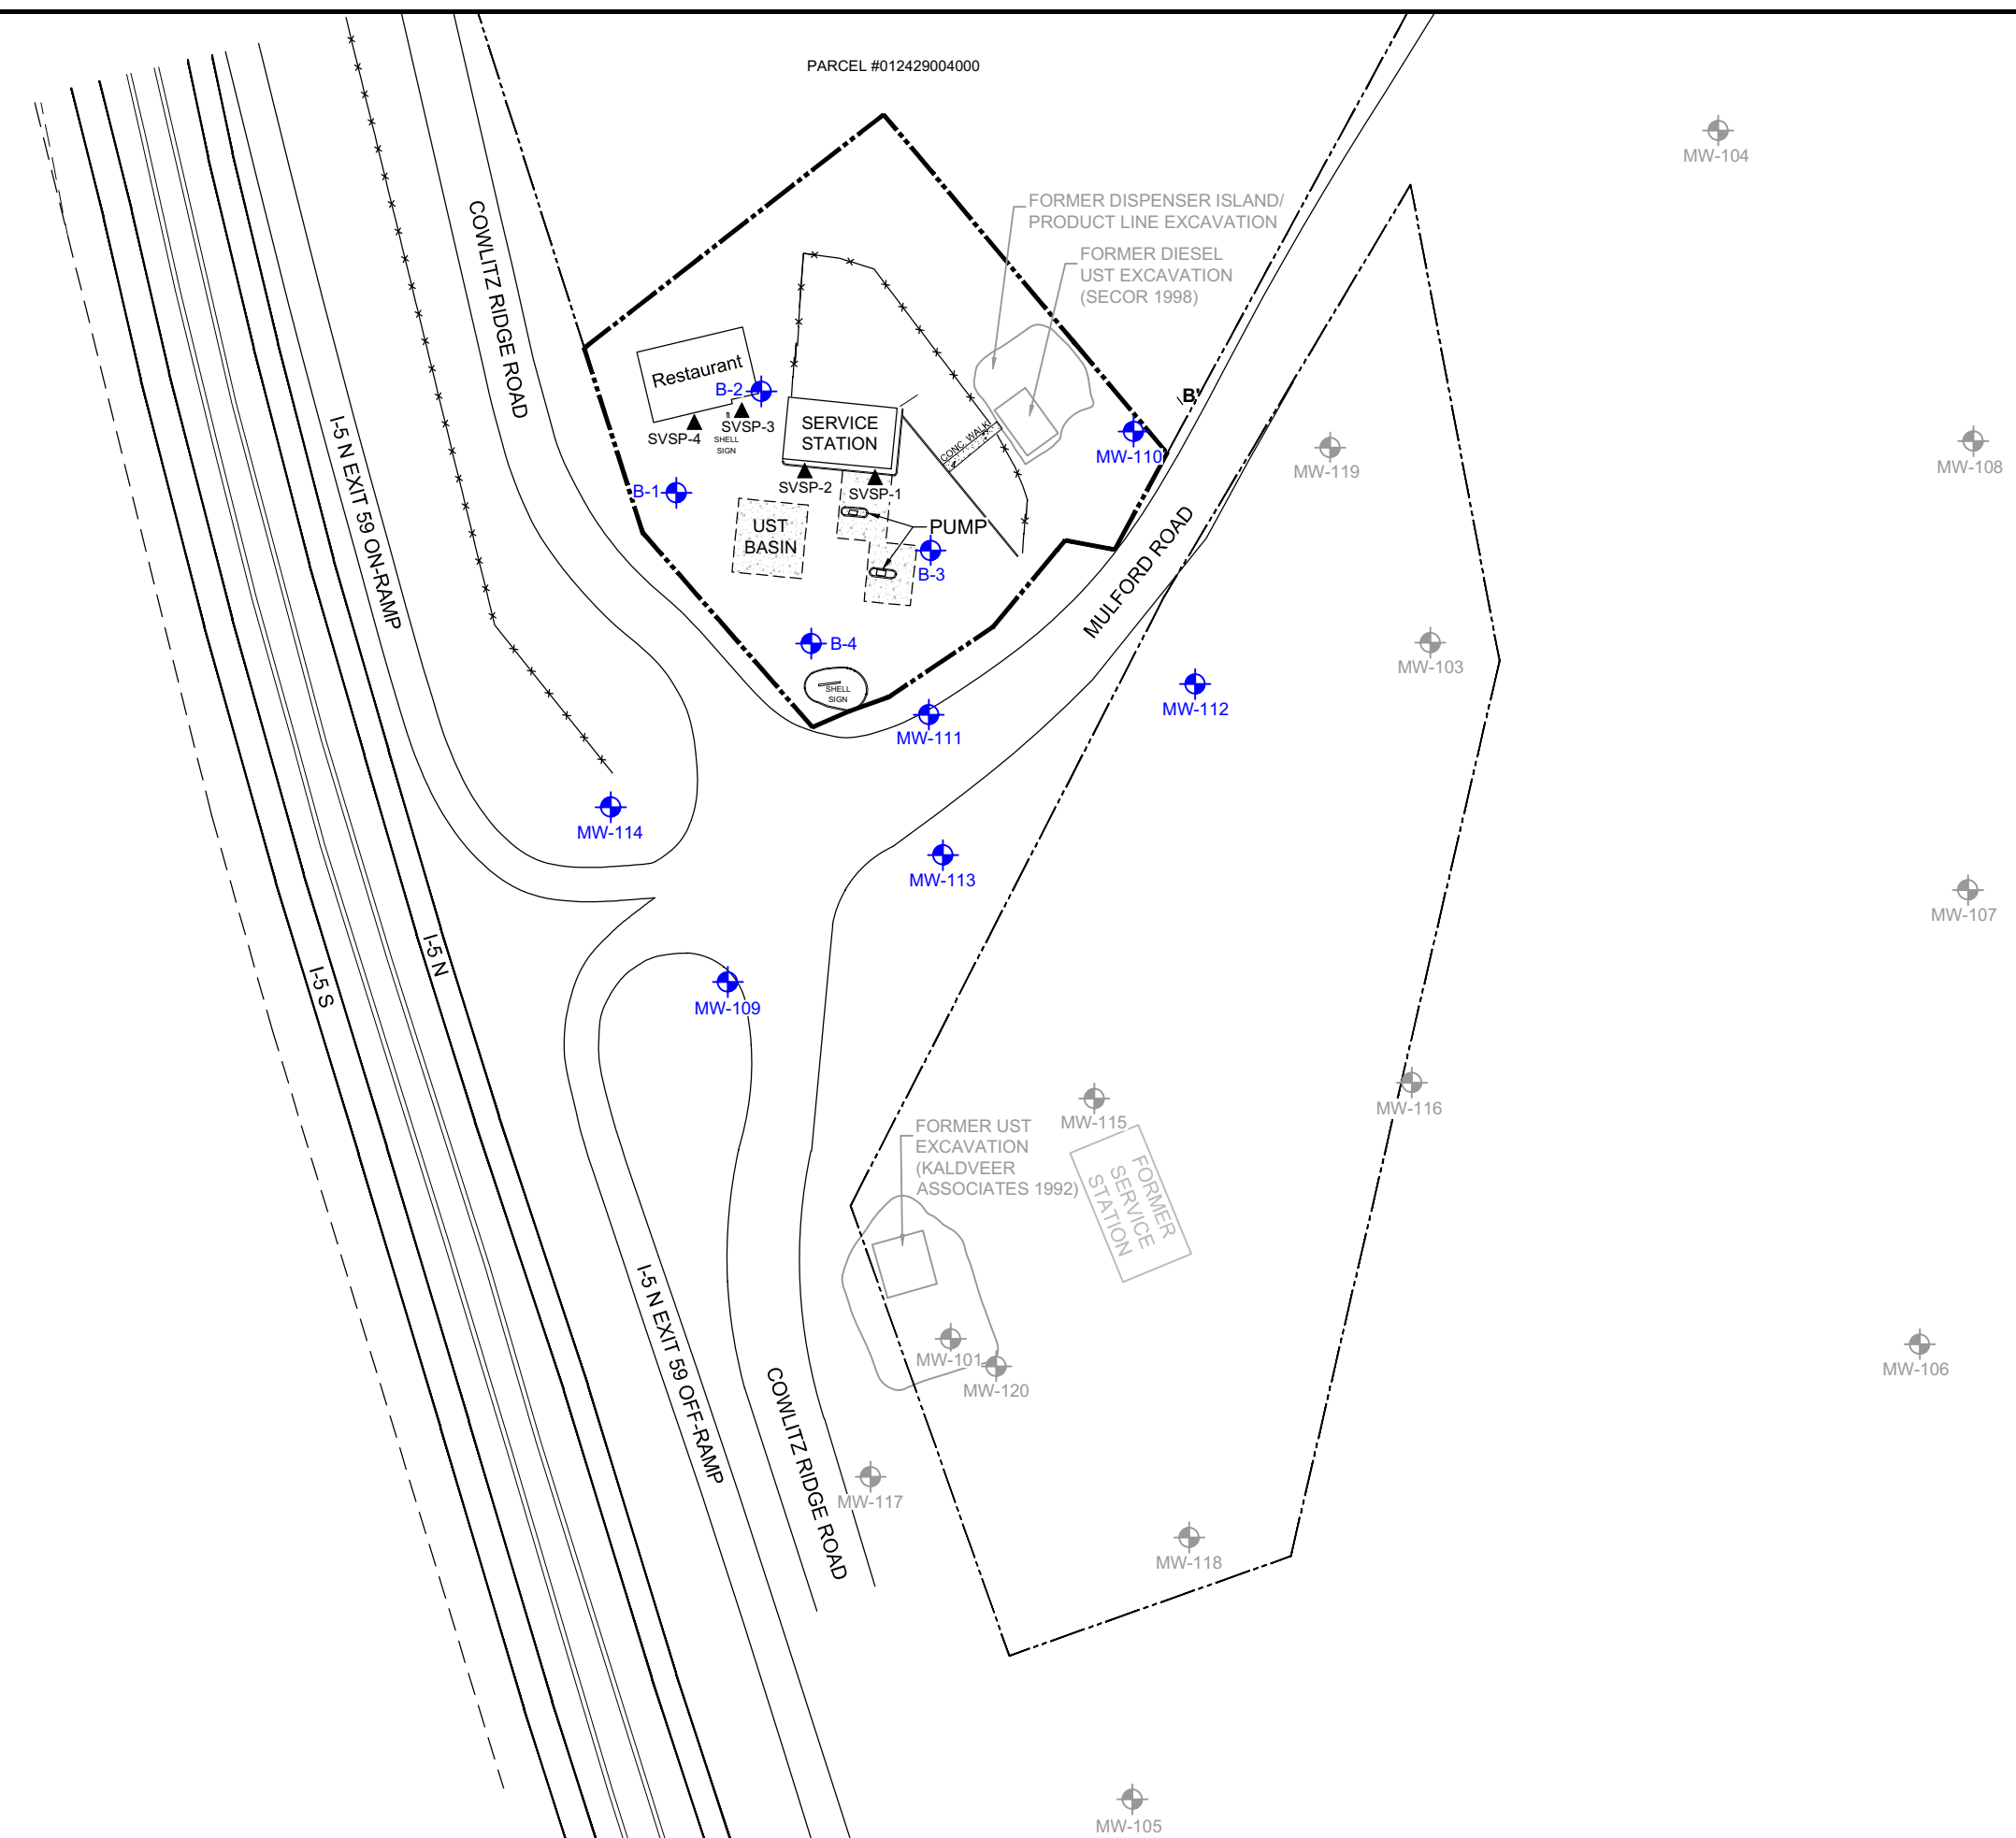 PARCEL #012429004000
MW-104
FORMER DISPENSER ISLAND/
PRODUCT LINE EXCAVATION
FORMER DIESEL
UST EXCAVATION
(SECOR 1998)
COWLITZ RIDGE ROAD
Restaurant
B-2
SVSP-3
SVSP-4
SHELL
SIGN
SERVICE
STATION
CONC. WALK
B'
MW-110
MW-119
MW-108
I-5 N EXIT 59 ON-RAMP
B-1
SVSP-2
SVSP-1
UST
BASIN
PUMP
B-3
MULFORD ROAD
B-4
SHELL
SIGN
MW-103
MW-112
MW-111
MW-114
MW-113
MW-107
I-5 N
I-5 S
MW-109
MW-115
MW-116
FORMER UST
EXCAVATION
(KALDVEER
ASSOCIATES 1992)
FORMER
SERVICE
STATION
I-5 N EXIT 59 OFF-RAMP
MW-101
MW-120
MW-106
COWLITZ RIDGE ROAD
MW-117
MW-118
MW-105